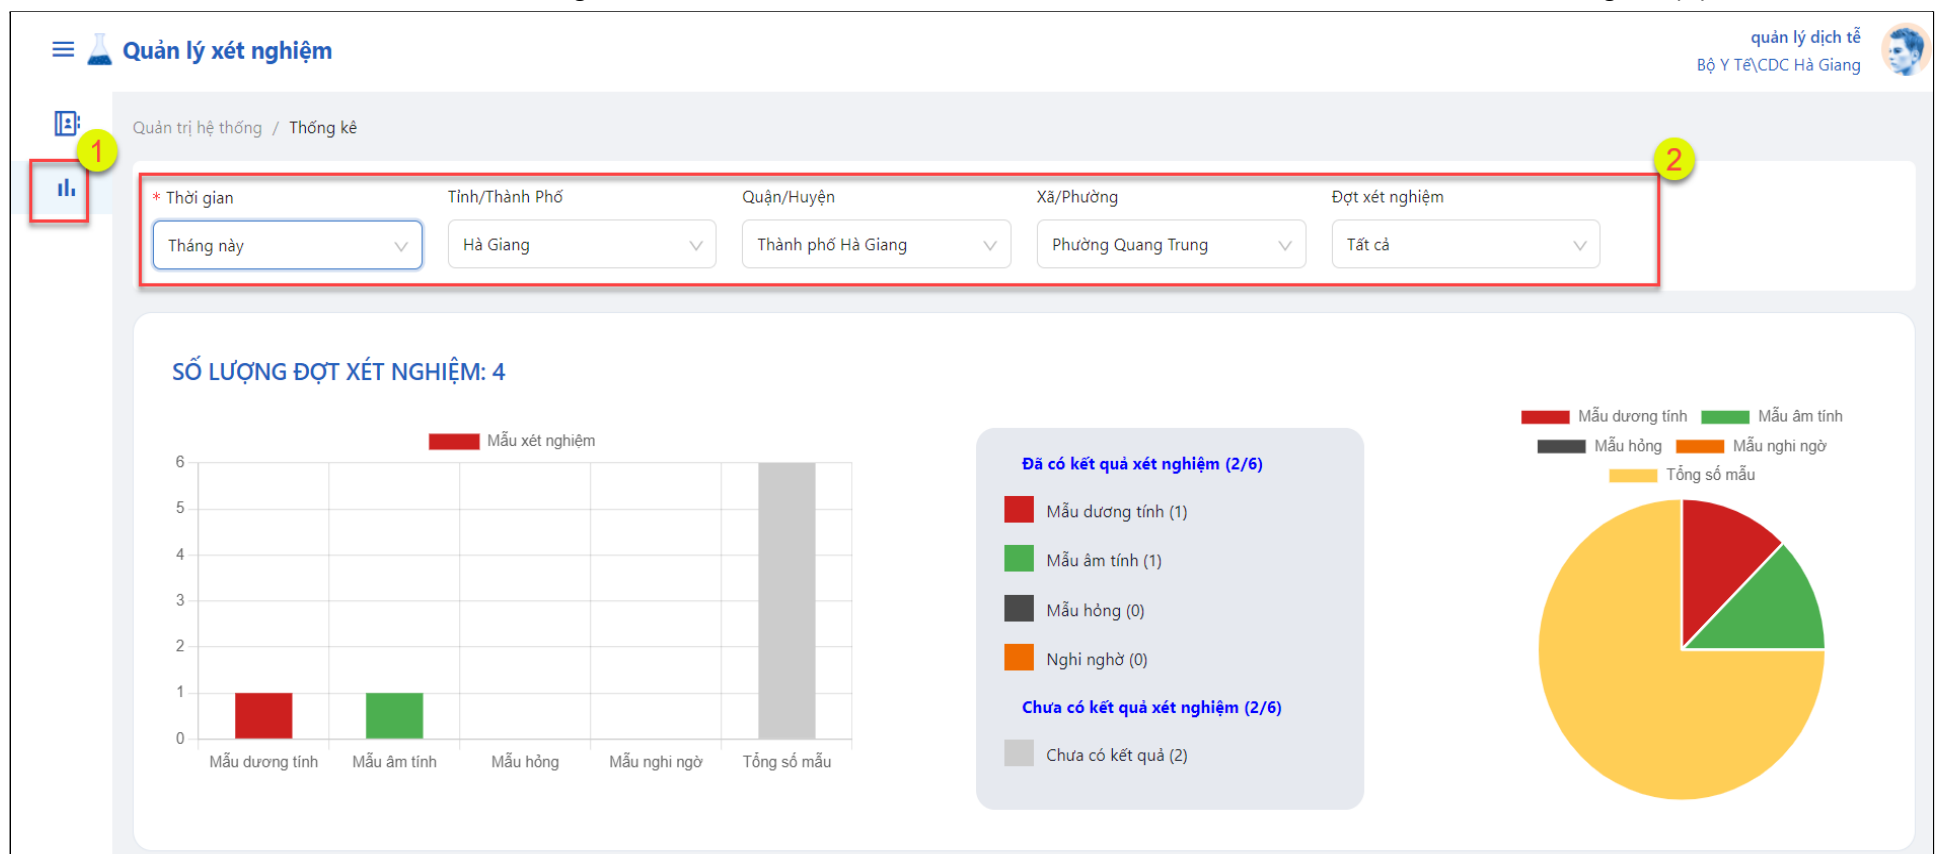 Quản lý xét nghiệm
quản lý dịch tễ
Bộ Y Tế\CDC Hà Giang
1
Quản trị hệ thống / Thống kê
2
* Thời gian
Tỉnh/Thành Phố
Quận/Huyện
Xã/Phường
Đợt xét nghiệm
Tháng này
Hà Giang
Thành phố Hà Giang
Phường Quang Trung
Tất cả
SỐ LƯỢNG ĐỢT XÉT NGHIỆM: 4
Mẫu xét nghiệm
6
5
4
3
2
1
0
Mẫu dương tính
Mẫu âm tính
Mẫu hỏng
Mẫu nghi ngờ
Tổng số mẫu
Đã có kết quả xét nghiệm (2/6)
Mẫu dương tính (1)
Mẫu âm tính (1)
Mẫu hỏng (0)
Nghi nghờ (0)
Chưa có kết quả xét nghiệm (2/6)
Chưa có kết quả (2)
Mẫu dương tính
Mẫu âm tính
Mẫu hỏng
Mẫu nghi ngờ
Tổng số mẫu